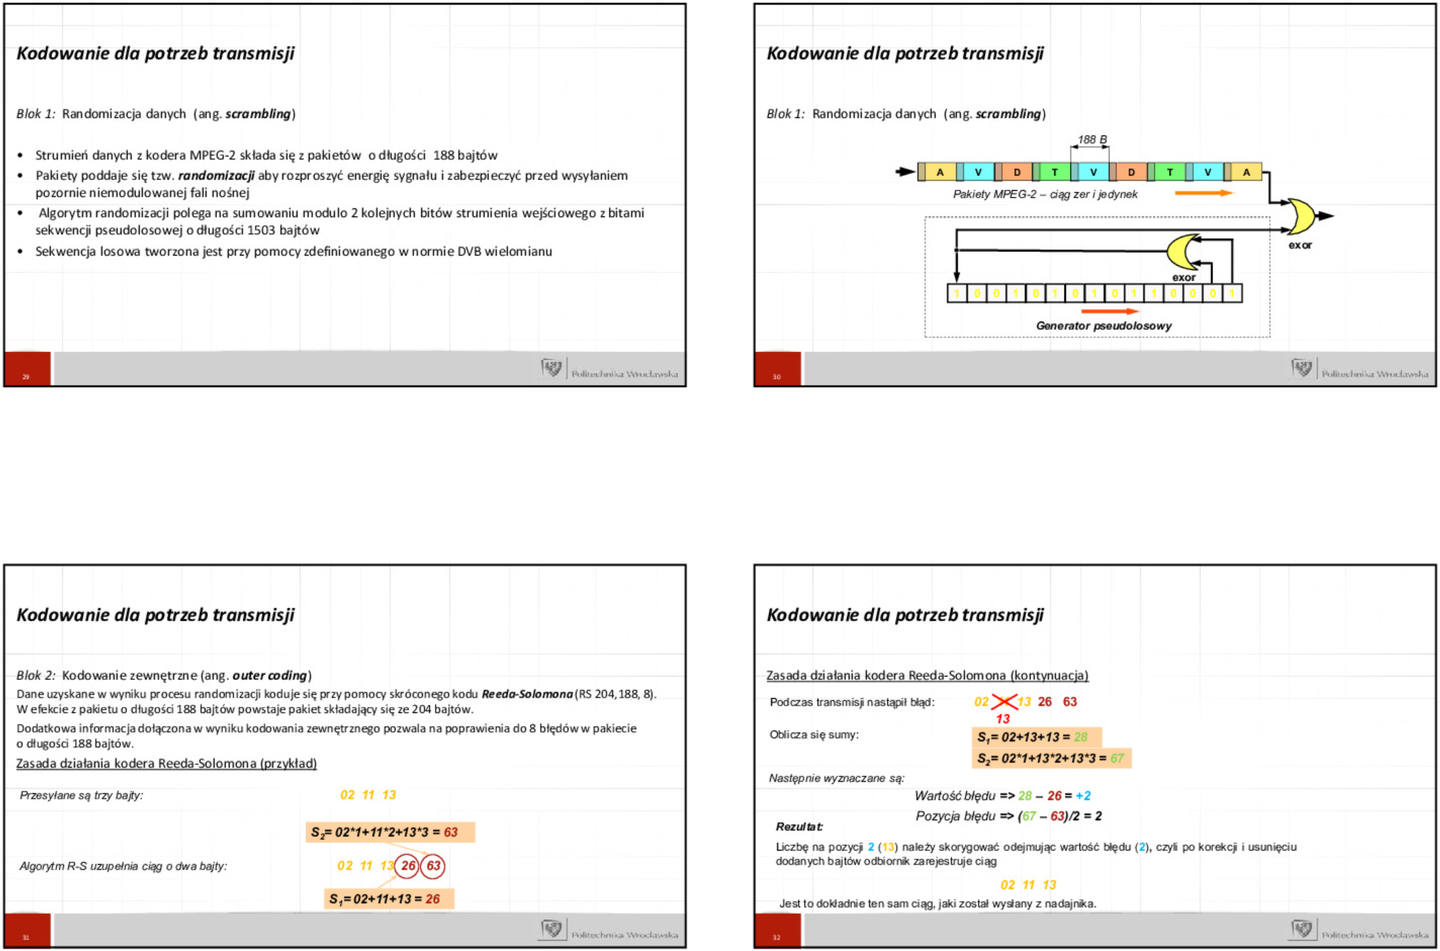 Kodowanie dla potrzeb transmisji
Blok 1: Randomizacja danych (ang. scrambling)
• Strumień danych z kodera MPEG-2 składa się z pakietów o długości 188 bajtów
• Pakiety poddaje się tzw. randomizacji aby rozproszyć energię sygnału i zabezpieczyć przed wysyłaniem
pozornie niemodulowanej fali nośnej
• Algorytm randomizacji polega na sumowaniu modulo 2 kolejnych bitów strumienia wejściowego z bitami
sekwencji pseudolosowej o długości 1503 bajtów
• Sekwencja losowa tworzona jest przy pomocy zdefiniowanego w normie DVB wielomianu
29
Politechnika Wrocławska
Kodowanie dla potrzeb transmisji
Blok 1: Randomizacja danych (ang. scrambling)
188 B
A V D T V D T V A
Pakiety MPEG-2 – ciąg zer i jedynek
exor
exor
1 0 0 1 0 1 0 1 0 1 1 0 0 0 1
Generator pseudolosowy
30
Politechnika Wrocławska
Kodowanie dla potrzeb transmisji
Blok 2: Kodowanie zewnętrzne (ang. outer coding)
Dane uzyskane w wyniku procesu randomizacji koduje się przy pomocy skróconego kodu Reeda-Solomona (RS 204,188, 8).
W efekcie z pakietu o długości 188 bajtów powstaje pakiet składający się ze 204 bajtów.
Dodatkowa informacja dołączona w wyniku kodowania zewnętrznego pozwala na poprawienia do 8 błędów w pakiecie
o długości 188 bajtów.
Zasada działania kodera Reeda-Solomona (przykład)
Przesyłane są trzy bajty: 02 11 13
S2= 02*1+11*2+13*3 = 63
Algorytm R-S uzupełnia ciąg o dwa bajty: 02 11 13 26 63
S1= 02+11+13 = 26
31
Politechnika Wrocławska
Kodowanie dla potrzeb transmisji
Zasada działania kodera Reeda-Solomona (kontynuacja)
Podczas transmisji nastąpił błąd: 02 13 26 63
13
Oblicza się sumy: S1= 02+13+13 = 28
S2= 02*1+13*2+13*3 = 67
Następnie wyznaczane są:
Wartość błędu => 28 – 26 = +2
Pozycja błędu => (67 – 63)/2 = 2
Rezultat:
Liczbę na pozycji 2 (13) należy skorygować odejmując wartość błędu (2), czyli po korekcji i usunięciu
dodanych bajtów odbiornik zarejestruje ciąg
02 11 13
Jest to dokładnie ten sam ciąg, jaki został wysłany z nadajnika.
32
Politechnika Wrocławska